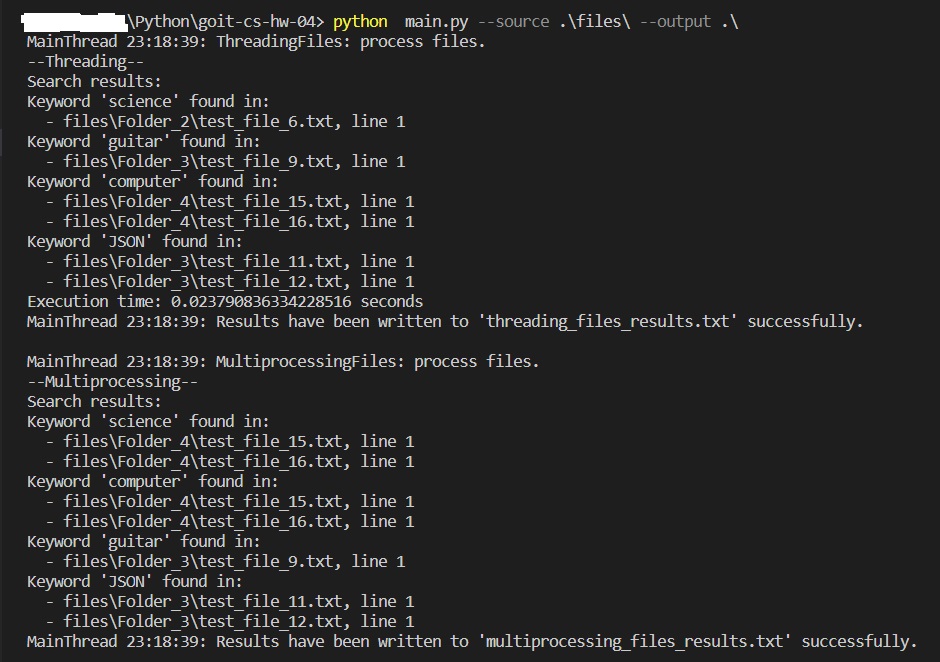 \Python\goit-cs-hw-04> python  main.py --source .\files\ --output .\
MainThread 23:18:39: ThreadingFiles: process files.
--Threading--
Search results:
Keyword 'science' found in:
  - files\Folder_2\test_file_6.txt, line 1
Keyword 'guitar' found in:
  - files\Folder_3\test_file_9.txt, line 1
Keyword 'computer' found in:
  - files\Folder_4\test_file_15.txt, line 1
  - files\Folder_4\test_file_16.txt, line 1
Keyword 'JSON' found in:
  - files\Folder_3\test_file_11.txt, line 1
  - files\Folder_3\test_file_12.txt, line 1
Execution time: 0.023790836334228516 seconds
MainThread 23:18:39: Results have been written to 'threading_files_results.txt' successfully.

MainThread 23:18:39: MultiprocessingFiles: process files.
--Multiprocessing--
Search results:
Keyword 'science' found in:
  - files\Folder_4\test_file_15.txt, line 1
  - files\Folder_4\test_file_16.txt, line 1
Keyword 'computer' found in:
  - files\Folder_4\test_file_15.txt, line 1
  - files\Folder_4\test_file_16.txt, line 1
Keyword 'guitar' found in:
  - files\Folder_3\test_file_9.txt, line 1
Keyword 'JSON' found in:
  - files\Folder_3\test_file_11.txt, line 1
  - files\Folder_3\test_file_12.txt, line 1
MainThread 23:18:39: Results have been written to 'multiprocessing_files_results.txt' successfully.